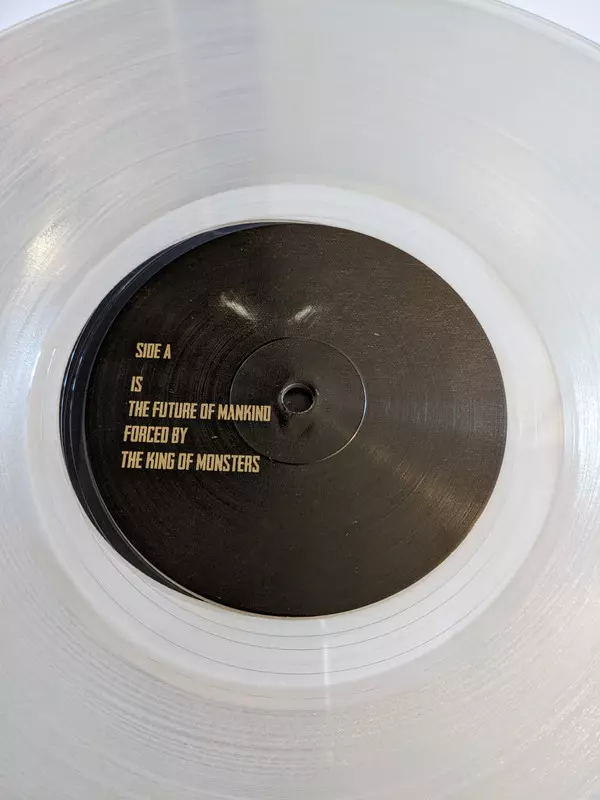 SIDE A
IS
THE FUTURE OF MANKIND
FORCED BY
THE KING OF MONSTERS